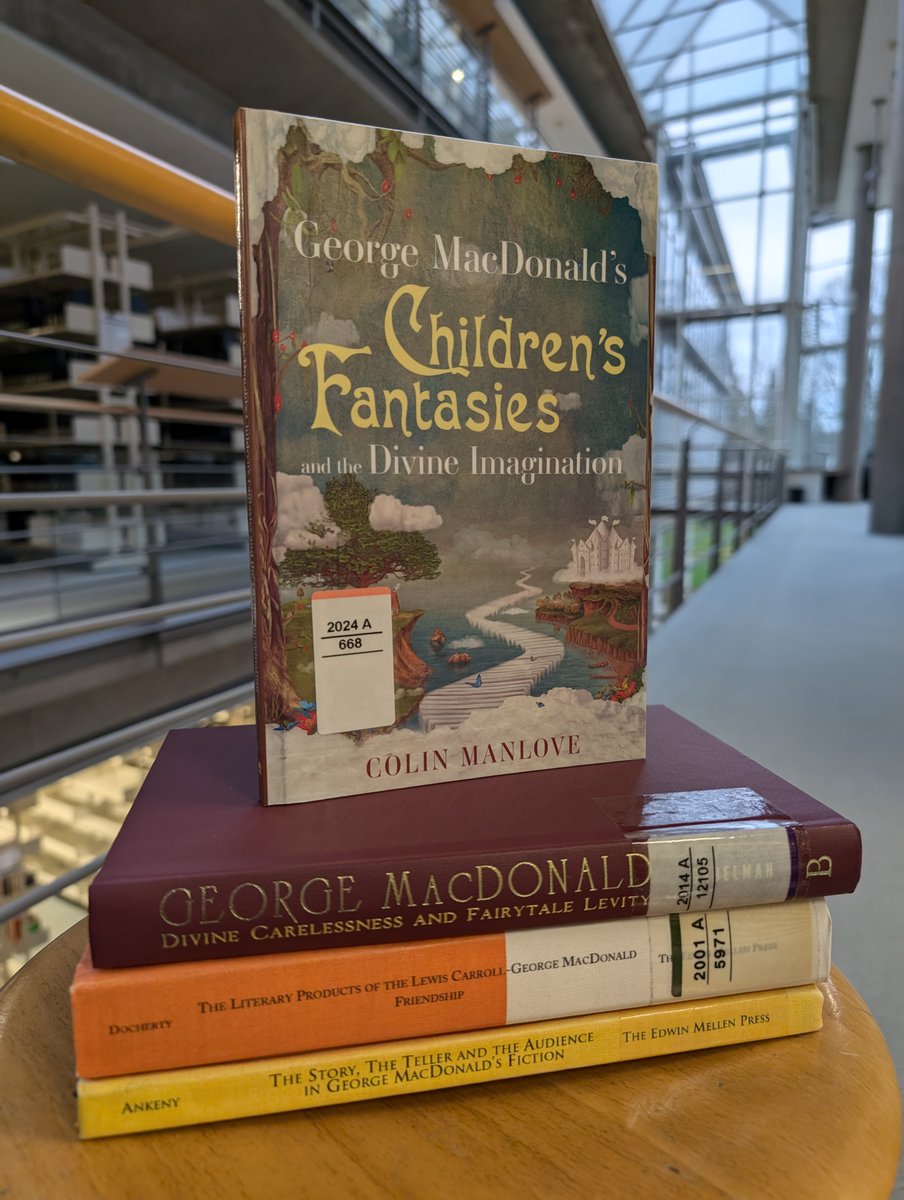 George MacDonald's
Children's
Fantasies
and the Divine Imagination
2024 A
668
COLIN MANLOVE
GEORGE MACDONALD
DIVINE CARELESSNESS AND FAIRYTALE LEVITY
2014 A
12105
ELMAN
B
DOCHERTY
THE LITERARY PRODUCTS OF THE LEWIS CARROLL-GEORGE MACDONALD
FRIENDSHIP
2001 A
5971
PRESS
ANKENY
THE STORY, THE TELLER AND THE AUDIENCE
IN GEORGE MACDONALD'S FICTION
THE EDWIN MELLEN PRESS